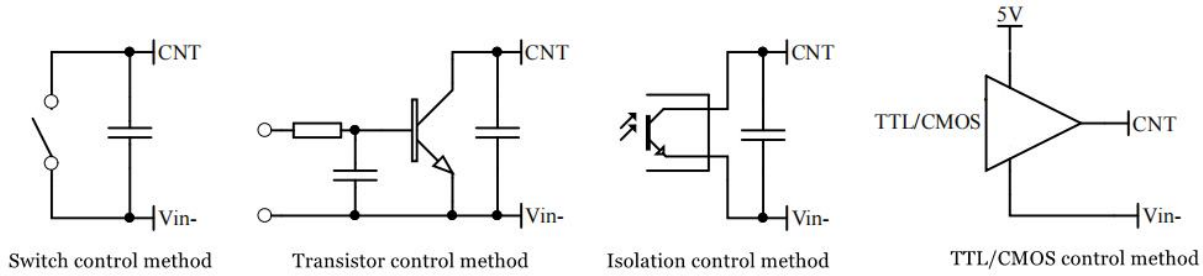 5V
CNT
CNT
CNT
TTL/CMOS
CNT
Vin-
Vin-
Vin-
Vin-
Switch control method
Transistor control method
Isolation control method
TTL/CMOS control method